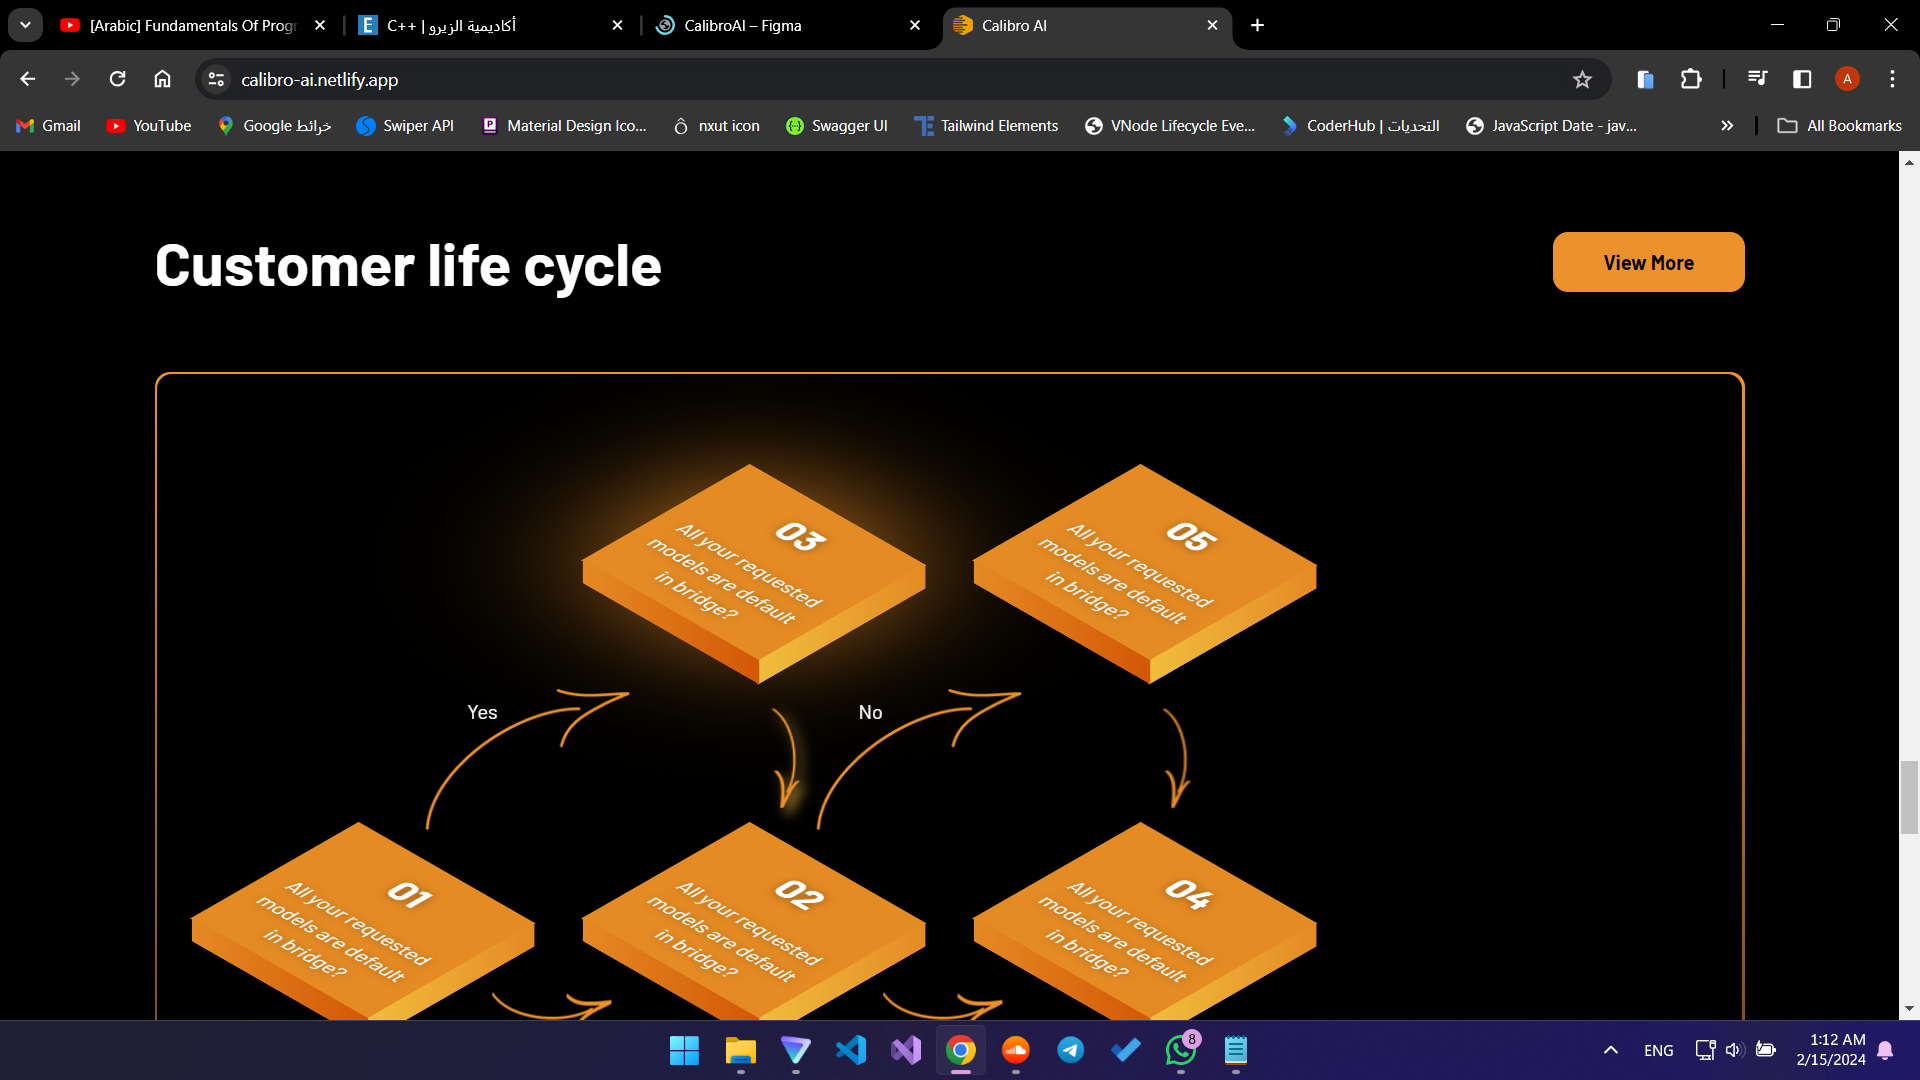 [Arabic] Fundamentals Of Progr
C++ | أكاديمية الزيرو
CalibroAI – Figma
Calibro AI
calibro-ai.netlify.app
A
Gmail
YouTube
Google خرائط
Swiper API
Material Design Ico...
nxut icon
Swagger UI
Tailwind Elements
VNode Lifecycle Eve...
CoderHub | التحديات
JavaScript Date - jav...
All Bookmarks
Customer life cycle
View More
03
All your requested
models are default
in bridge?
05
All your requested
models are default
in bridge?
Yes
No
01
All your requested
models are default
in bridge?
02
All your requested
models are default
in bridge?
04
All your requested
models are default
in bridge?
8
ENG
1:12 AM
2/15/2024